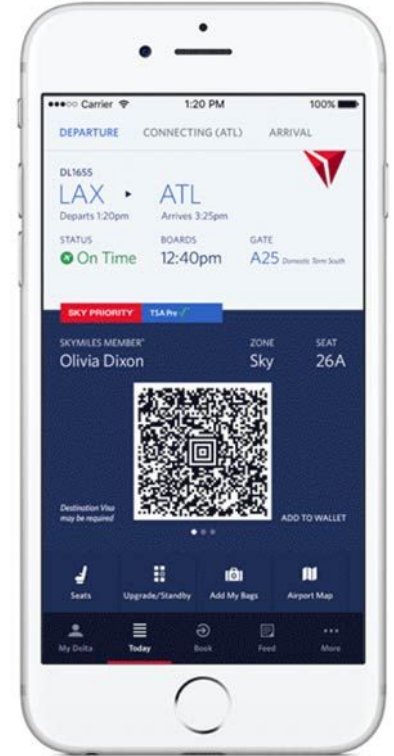 Carrier 1:20 PM 100%
DEPARTURE CONNECTING (ATL) ARRIVAL
DL1655
LAX ATL
Departs 1:20pm Arrives 3:25pm
STATUS BOARDS GATE
On Time 12:40pm A25 Domestic Term South
SKY PRIORITY TSA Pre✓
SKYMILES MEMBER® ZONE SEAT
Olivia Dixon Sky 26A
Destination Visa
may be required
ADD TO WALLET
Seats Upgrade/Standby Add My Bags Airport Map
My Delta Today Book Feed More